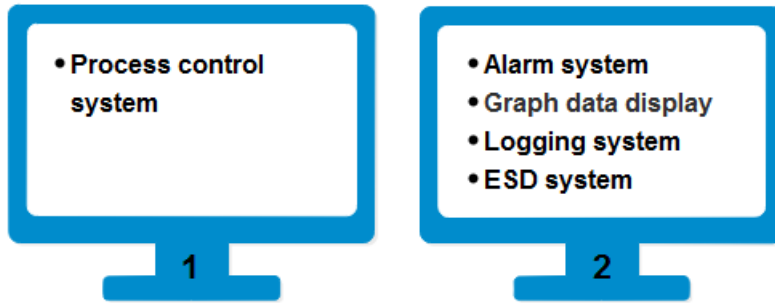 • Process control
system
1
• Alarm system
• Graph data display
• Logging system
• ESD system
2